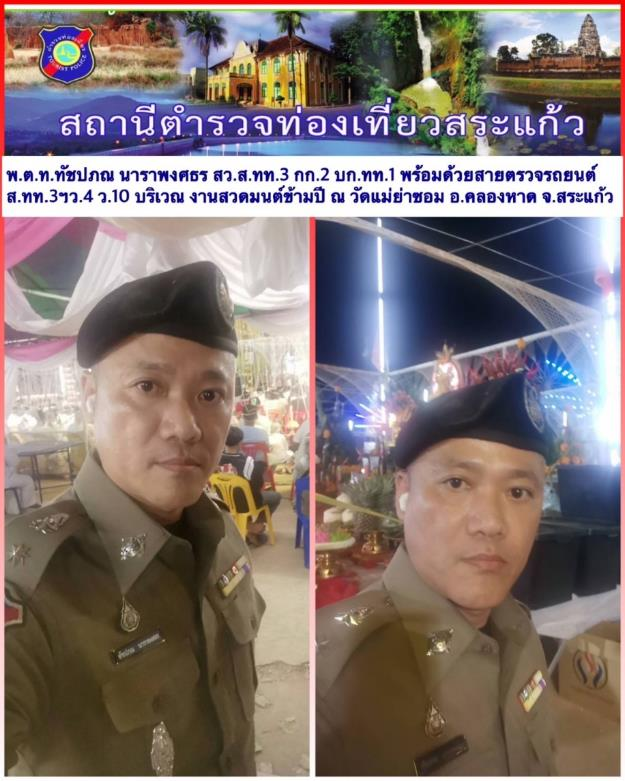 สถานีตำรวจท่องเที่ยวสระแก้ว
พ.ต.ท.ทัชปภณ นาราพงศธร สว.ส.ทท.3 กก.2 บก.ทท.1 พร้อมด้วยสายตรวจรถยนต์
ส.ทท.3ฯว.4 ว.10 บริเวณ งานสวดมนต์ข้ามปี ณ วัดแม่ย่าซอม อ.คลองหาด จ.สระแก้ว